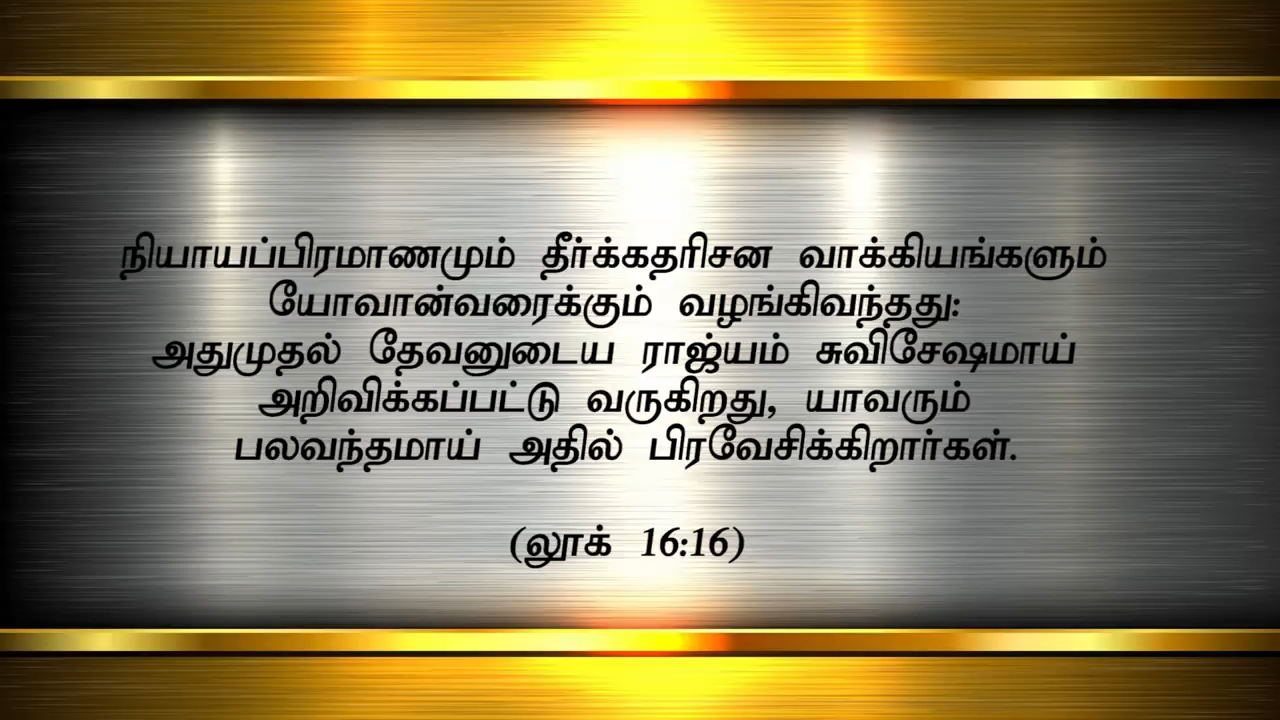 நியாயப்பிரமாணமும் தீர்க்கதரிசன வாக்கியங்களும்
யோவான்வரைக்கும் வழங்கிவந்தது:
அதுமுதல் தேவனுடைய ராஜ்யம் சுவிசேஷமாய்
அறிவிக்கப்பட்டு வருகிறது, யாவரும்
பலவந்தமாய் அதில் பிரவேசிக்கிறார்கள்.
(லூக் 16:16)